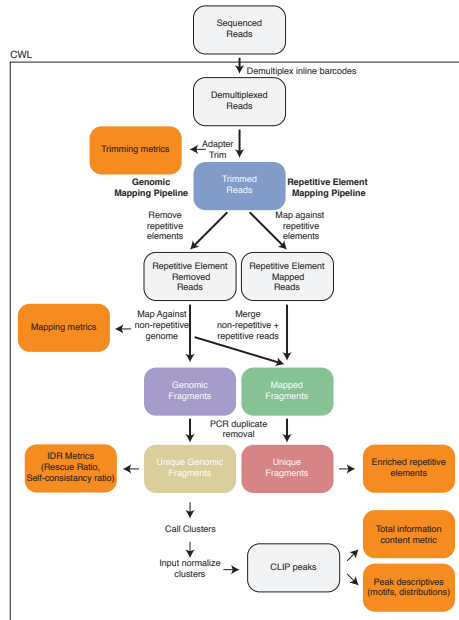 Sequenced
Reads
CWL
Demultiplex inline barcodes
Demultiplexed
Reads
Adapter
Trim
Trimming metrics
Genomic
Mapping Pipeline
Trimmed
Reads
Repetitive Element
Mapping Pipeline
Remove
repetitive
elements
Map against
repetitive
elements
Repetitive Element
Removed
Reads
Repetitive Element
Mapped
Reads
Mapping metrics
Map Against
non-repetitive
genome
Merge
non-repetitive +
repetitive reads
Genomic
Fragments
Mapped
Fragments
PCR duplicate
removal
IDR Metrics
(Rescue Ratio,
Self-consistancy ratio)
Unique Genomic
Fragments
Unique
Fragments
Enriched repetitive
elements
Call Clusters
Input normalize
clusters
CLIP peaks
Total information
content metric
Peak descriptives
(motifs, distributions)